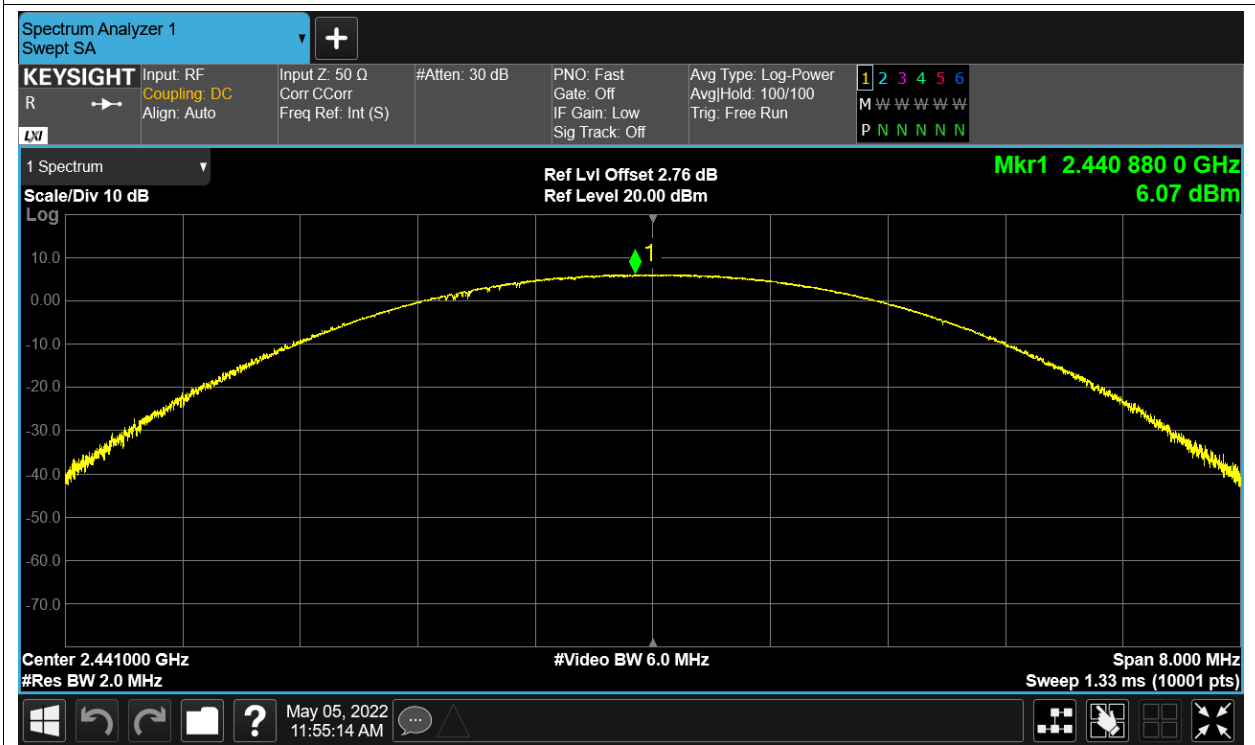 Spectrum Analyzer 1
Swept SA
KEYSIGHT
R
LXI
Input: RF
Coupling: DC
Align: Auto
Input Z: 50 Ω
Corr CCorr
Freq Ref: Int (S)
#Atten: 30 dB
PNO: Fast
Gate: Off
IF Gain: Low
Sig Track: Off
Avg Type: Log-Power
Avg|Hold: 100/100
Trig: Free Run
1 2 3 4 5 6
M W W W W W
P N N N N N
1 Spectrum
Scale/Div 10 dB
Ref Lvl Offset 2.76 dB
Ref Level 20.00 dBm
Mkr1 2.440 880 0 GHz
6.07 dBm
Log
1
10.0
0.00
-10.0
-20.0
-30.0
-40.0
-50.0
-60.0
-70.0
Center 2.441000 GHz
#Res BW 2.0 MHz
#Video BW 6.0 MHz
Span 8.000 MHz
Sweep 1.33 ms (10001 pts)
?
May 05, 2022
11:55:14 AM